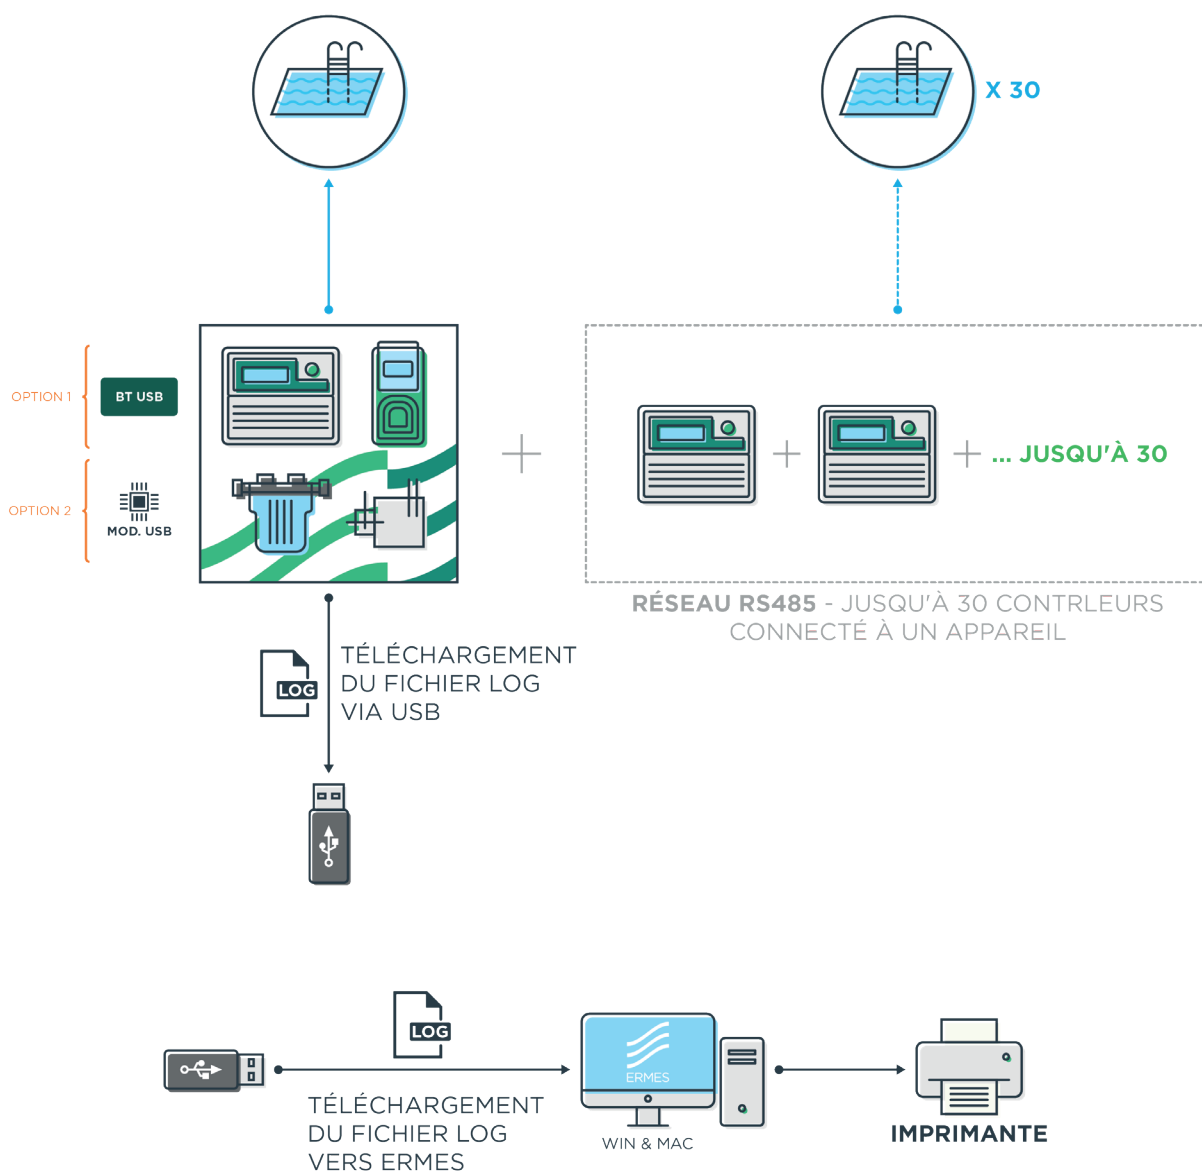 X 30
OPTION 1
BT USB
OPTION 2
MOD. USB
... JUSQU'À 30
RÉSEAU RS485 - JUSQU'À 30 CONTRLEURS
CONNECTÉ À UN APPAREIL
LOG
TÉLÉCHARGEMENT
DU FICHIER LOG
VIA USB
LOG
TÉLÉCHARGEMENT
DU FICHIER LOG
VERS ERMES
ERMES
WIN & MAC
IMPRIMANTE